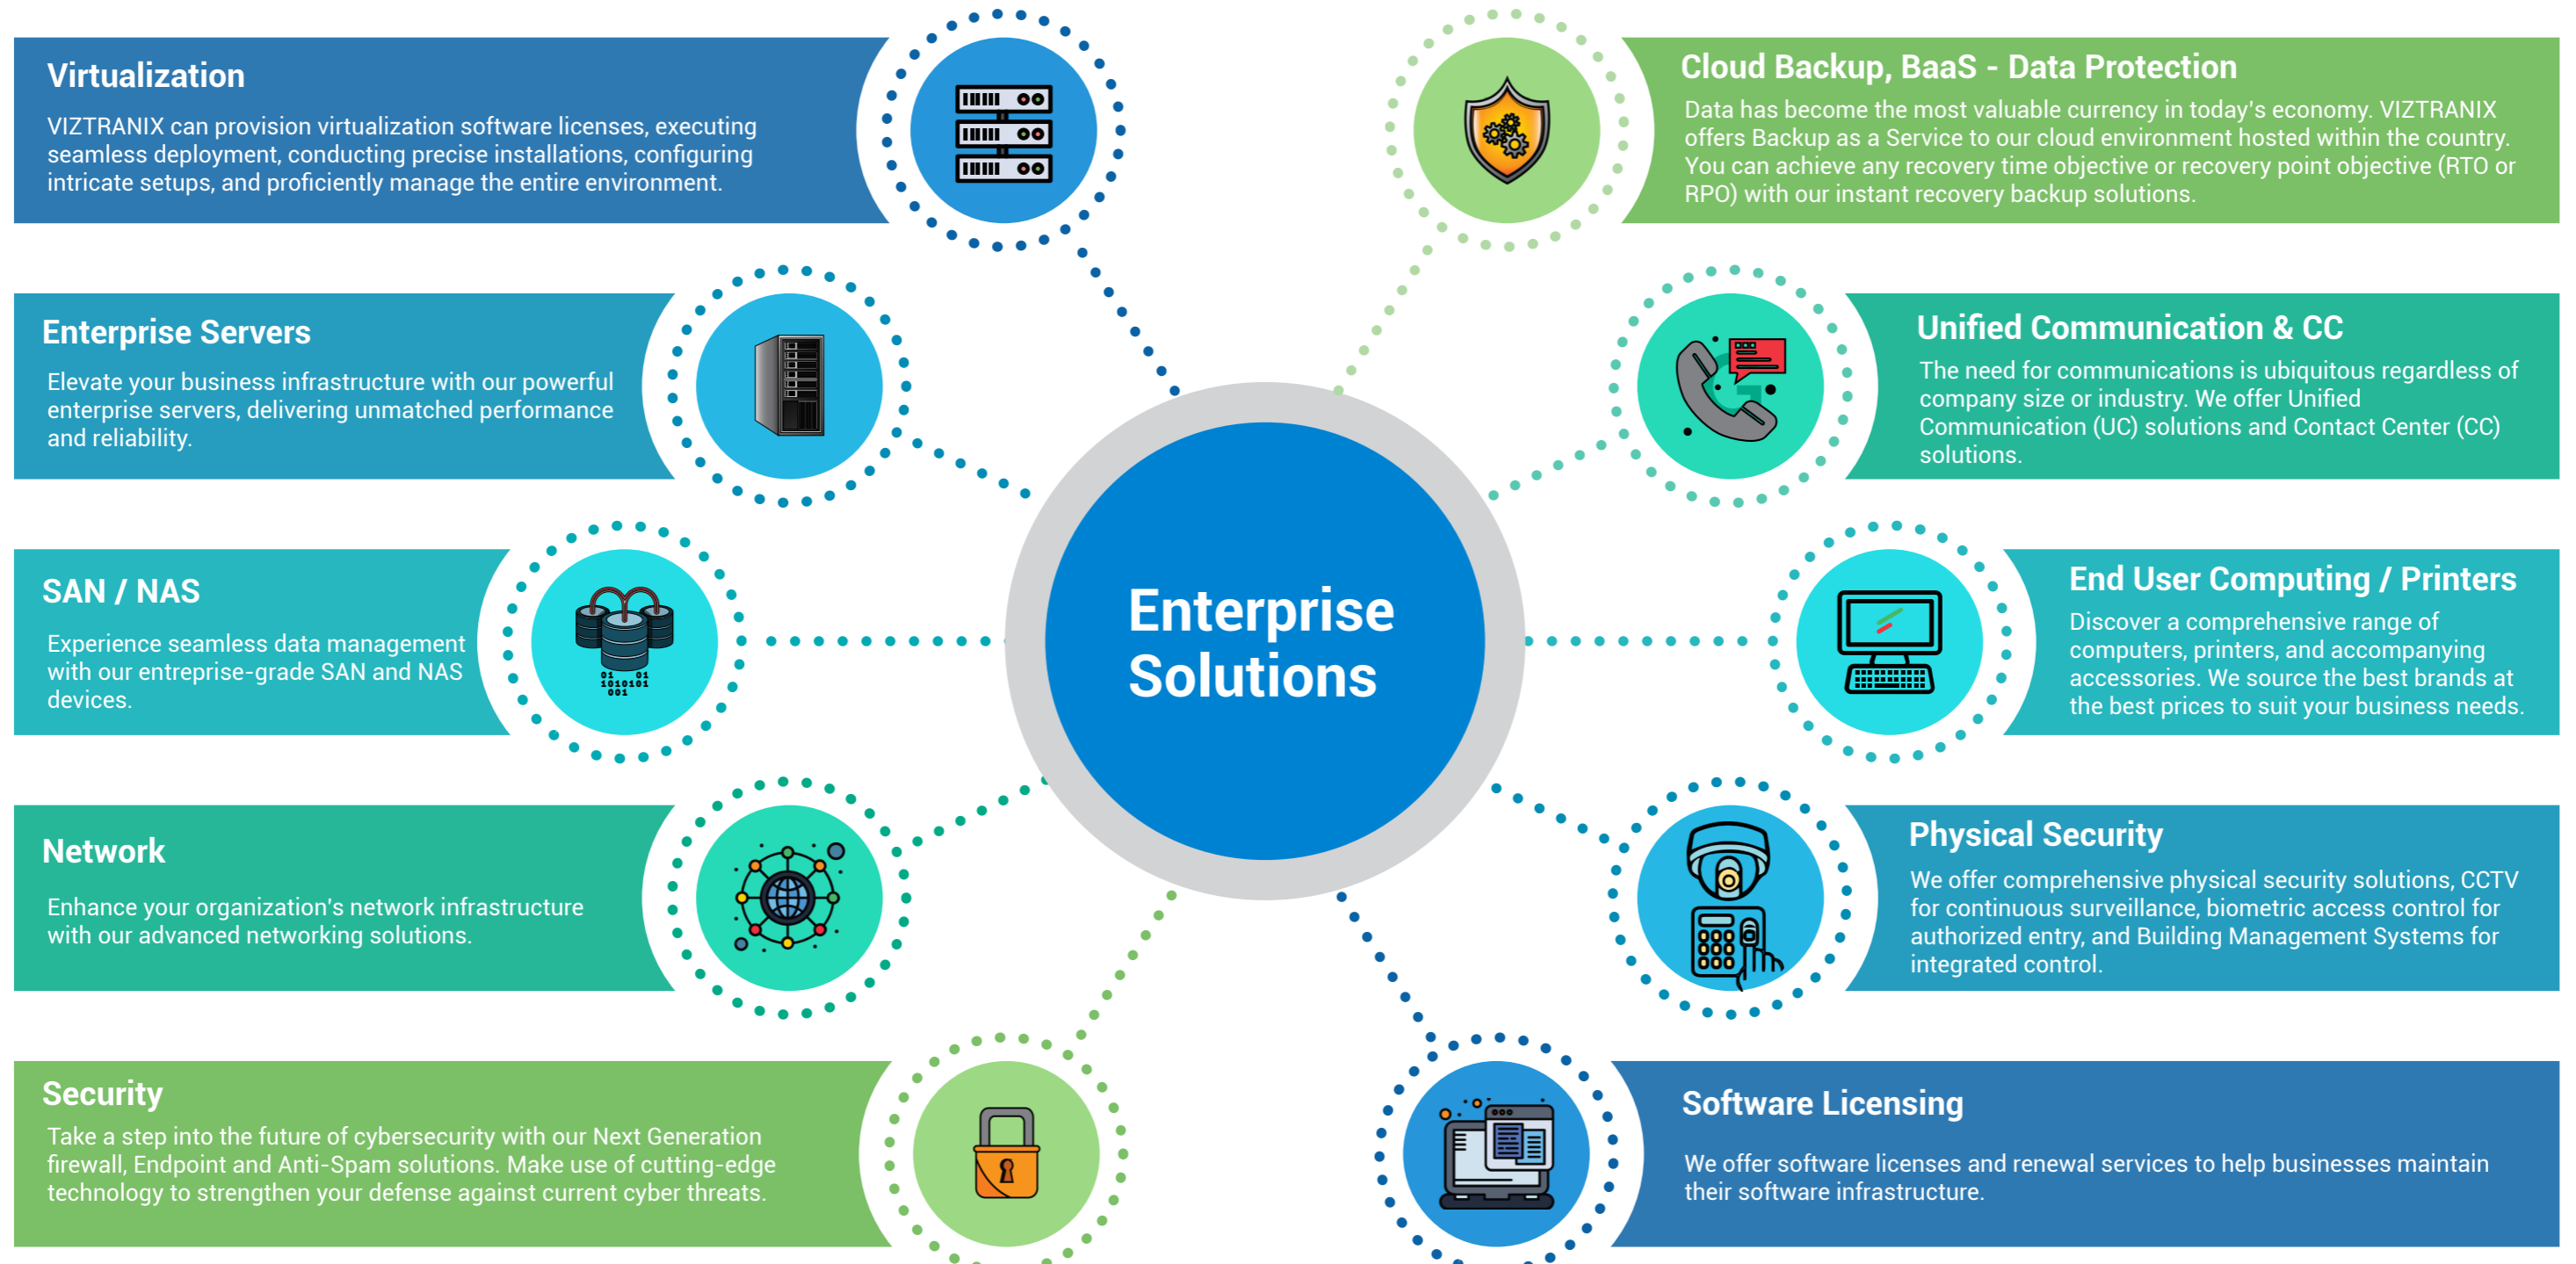 Virtualization
VIZTRANIX can provision virtualization software licenses, executing
seamless deployment, conducting precise installations, configuring
intricate setups, and proficiently manage the entire environment.
Enterprise Servers
Elevate your business infrastructure with our powerful
enterprise servers, delivering unmatched performance
and reliability.
SAN / NAS
Experience seamless data management
with our entreprise-grade SAN and NAS
devices.
01 01
1010101
001
Network
Enhance your organization's network infrastructure
with our advanced networking solutions.
Security
Take a step into the future of cybersecurity with our Next Generation
firewall, Endpoint and Anti-Spam solutions. Make use of cutting-edge
technology to strengthen your defense against current cyber threats.
Enterprise
Solutions
Cloud Backup, BaaS - Data Protection
Data has become the most valuable currency in today's economy. VIZTRANIX
offers Backup as a Service to our cloud environment hosted within the country.
You can achieve any recovery time objective or recovery point objective (RTO or
RPO) with our instant recovery backup solutions.
Unified Communication & CC
The need for communications is ubiquitous regardless of
company size or industry. We offer Unified
Communication (UC) solutions and Contact Center (CC)
solutions.
End User Computing / Printers
Discover a comprehensive range of
computers, printers, and accompanying
accessories. We source the best brands at
the best prices to suit your business needs.
Physical Security
We offer comprehensive physical security solutions, CCTV
for continuous surveillance, biometric access control for
authorized entry, and Building Management Systems for
integrated control.
Software Licensing
We offer software licenses and renewal services to help businesses maintain
their software infrastructure.